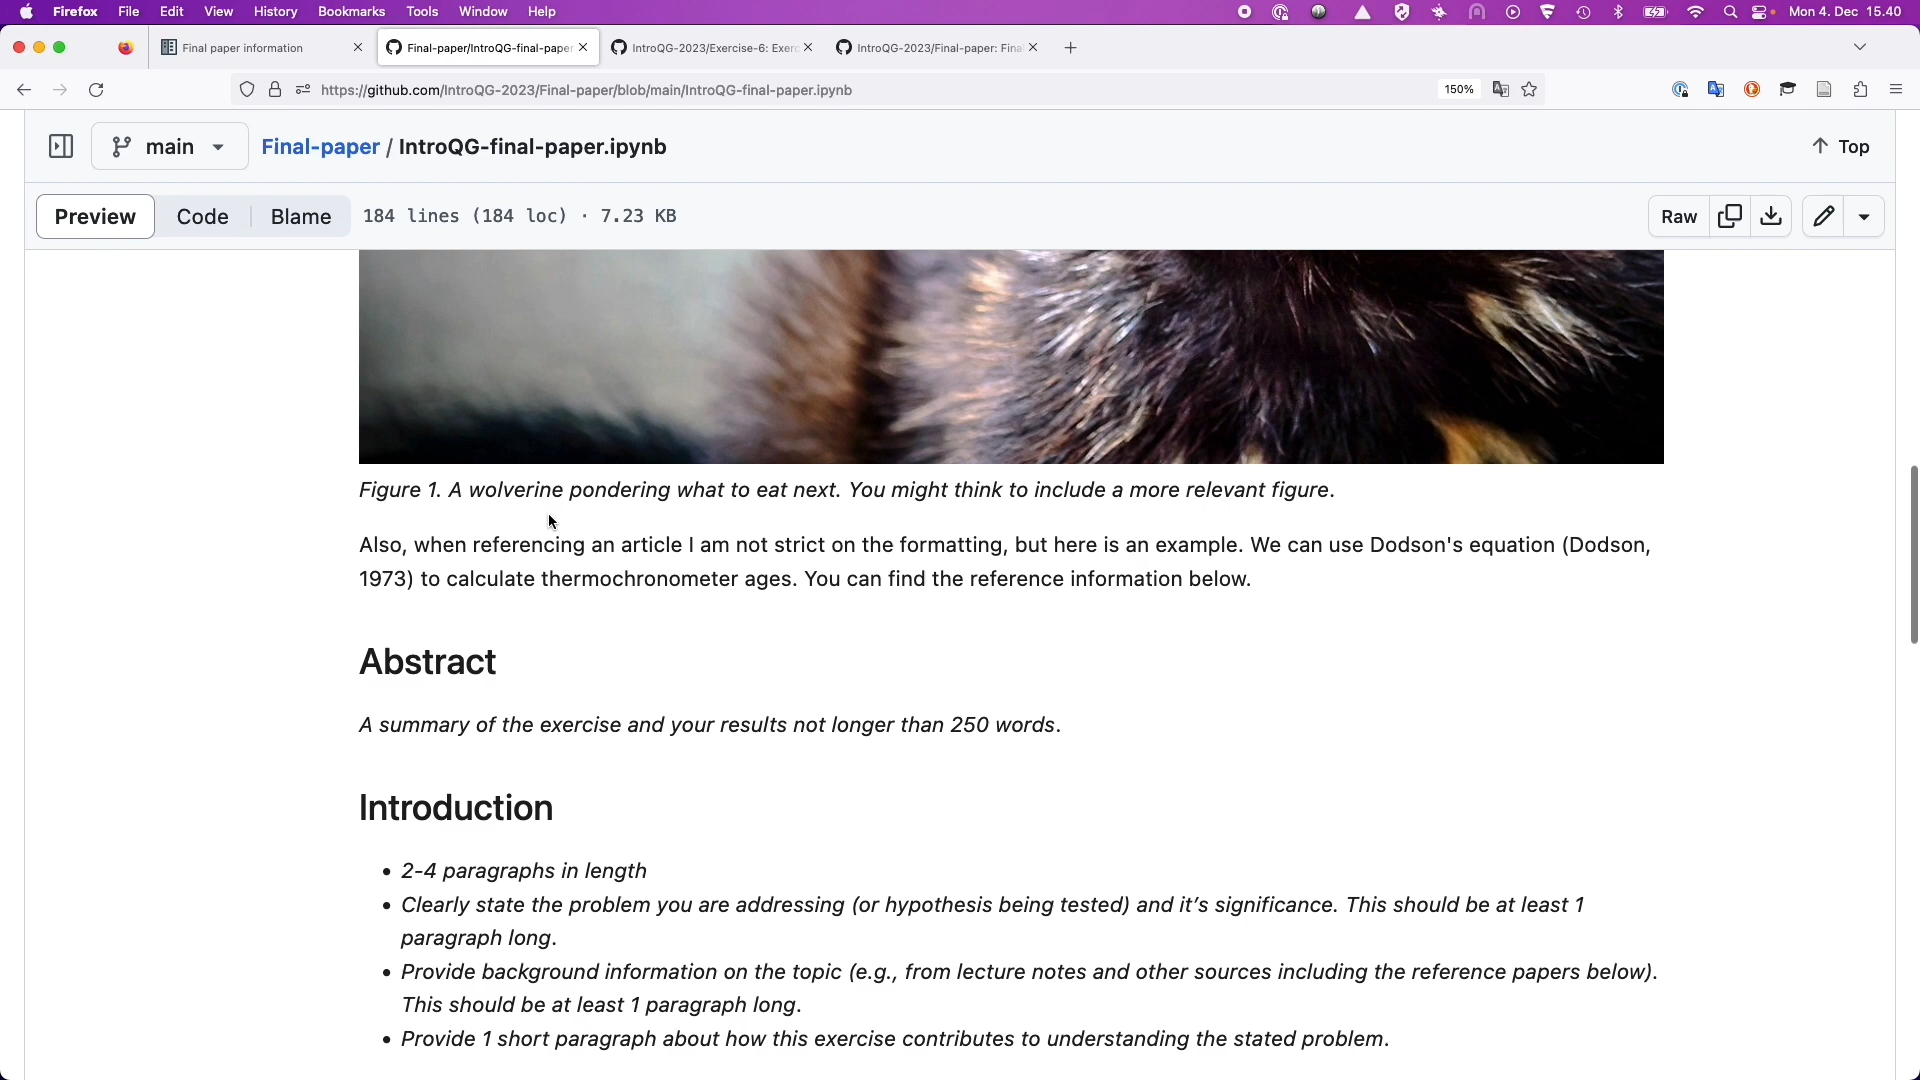 Firefox File Edit View History Bookmarks Tools Window Help Mon 4. Dec 15.40
Final paper information Final-paper/IntroQG-final-paper IntroQG-2023/Exercise-6: Exerc IntroQG-2023/Final-paper: Fina
https://github.com/IntroQG-2023/Final-paper/blob/main/IntroQG-final-paper.ipynb 150%
main Final-paper / IntroQG-final-paper.ipynb Top
Preview Code Blame 184 lines (184 loc) · 7.23 KB Raw
Figure 1. A wolverine pondering what to eat next. You might think to include a more relevant figure.
Also, when referencing an article I am not strict on the formatting, but here is an example. We can use Dodson's equation (Dodson,
1973) to calculate thermochronometer ages. You can find the reference information below.
Abstract
A summary of the exercise and your results not longer than 250 words.
Introduction
• 2-4 paragraphs in length
• Clearly state the problem you are addressing (or hypothesis being tested) and it’s significance. This should be at least 1
paragraph long.
• Provide background information on the topic (e.g., from lecture notes and other sources including the reference papers below).
This should be at least 1 paragraph long.
• Provide 1 short paragraph about how this exercise contributes to understanding the stated problem.